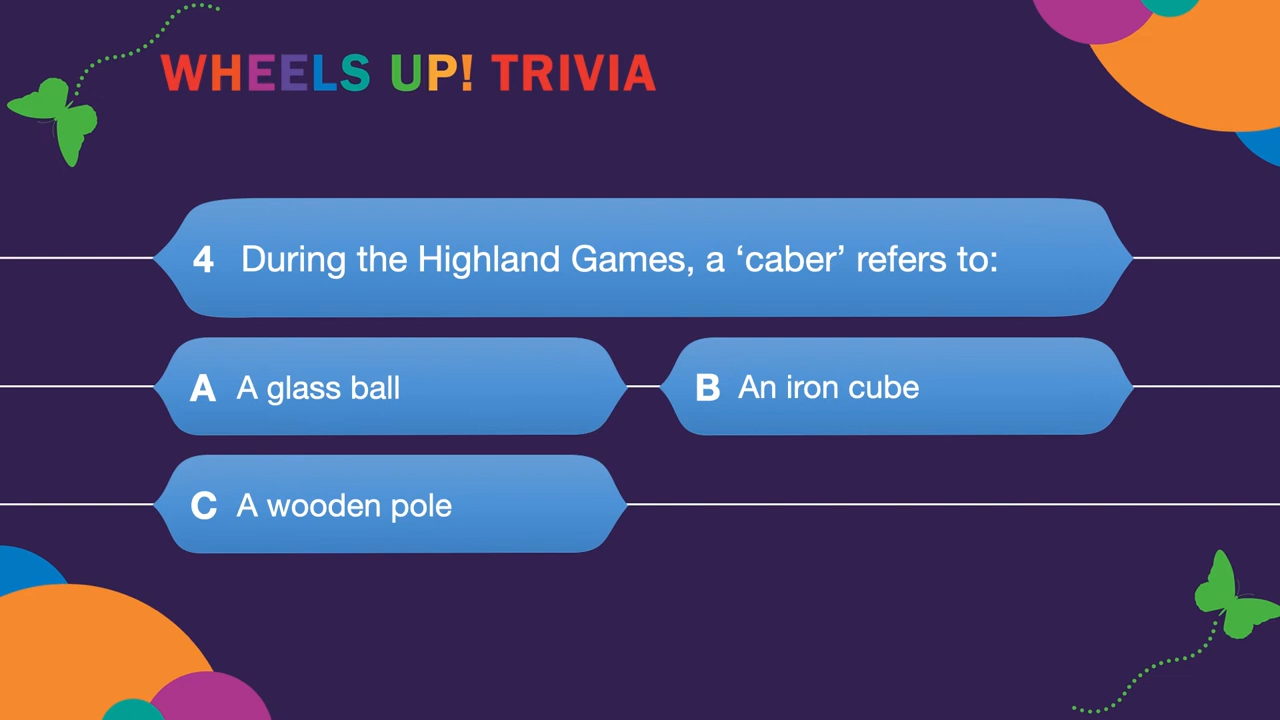 WHEELS UP! TRIVIA
4 During the Highland Games, a ‘caber’ refers to:
A A glass ball
B An iron cube
C A wooden pole